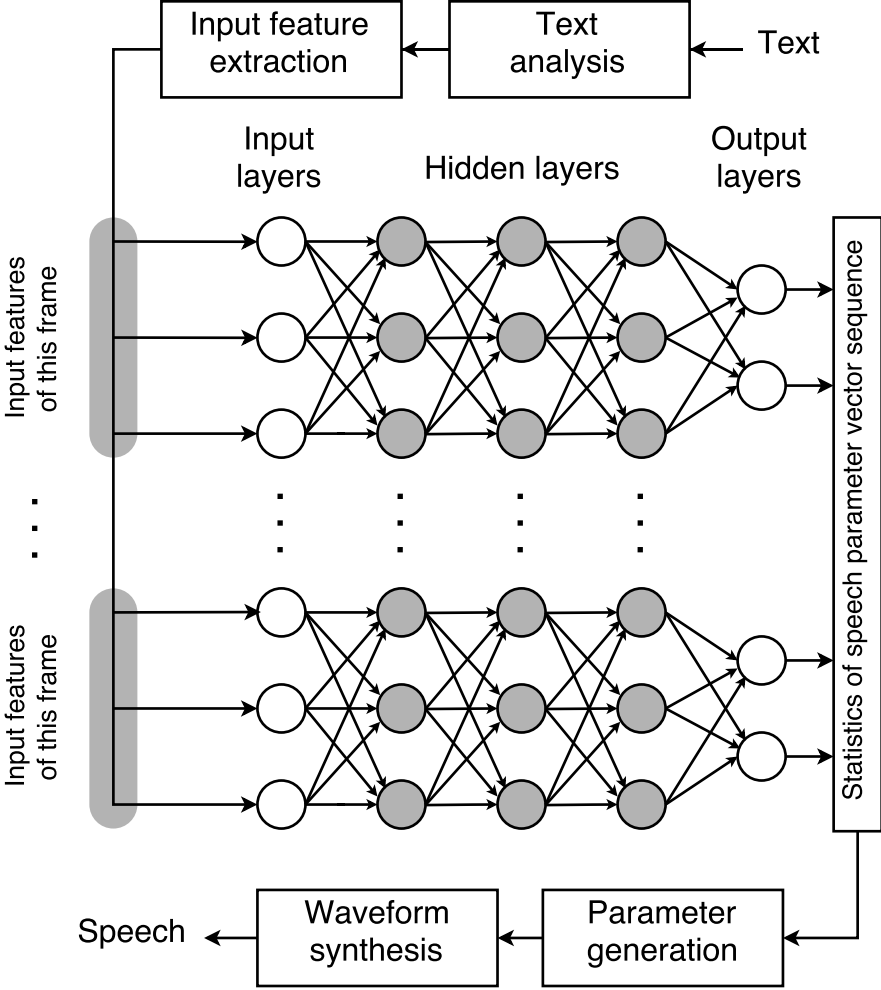 Input feature
extraction
Text
analysis
Text
Input
layers
Hidden layers
Output
layers
Input features
of this frame
Statistics of speech parameter vector sequence
. . .
Input features
of this frame
Speech
Waveform
synthesis
Parameter
generation